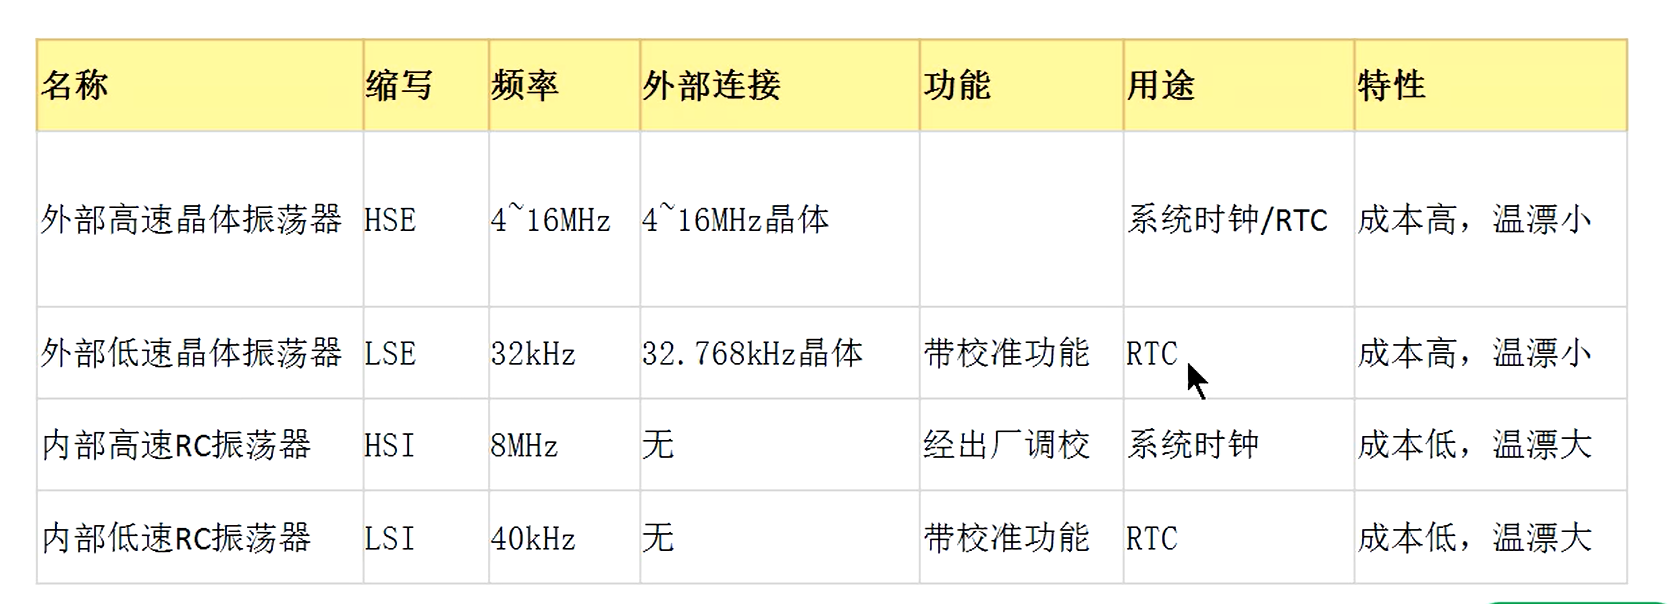 名称 缩写 频率 外部连接 功能 用途 特性
外部高速晶体振荡器 HSE 4~16MHz 4~16MHz晶体 系统时钟/RTC 成本高，温漂小
外部低速晶体振荡器 LSE 32kHz 32.768kHz晶体 带校准功能 RTC 成本高，温漂小
内部高速RC振荡器 HSI 8MHz 无 经出厂调校 系统时钟 成本低，温漂大
内部低速RC振荡器 LSI 40kHz 无 带校准功能 RTC 成本低，温漂大